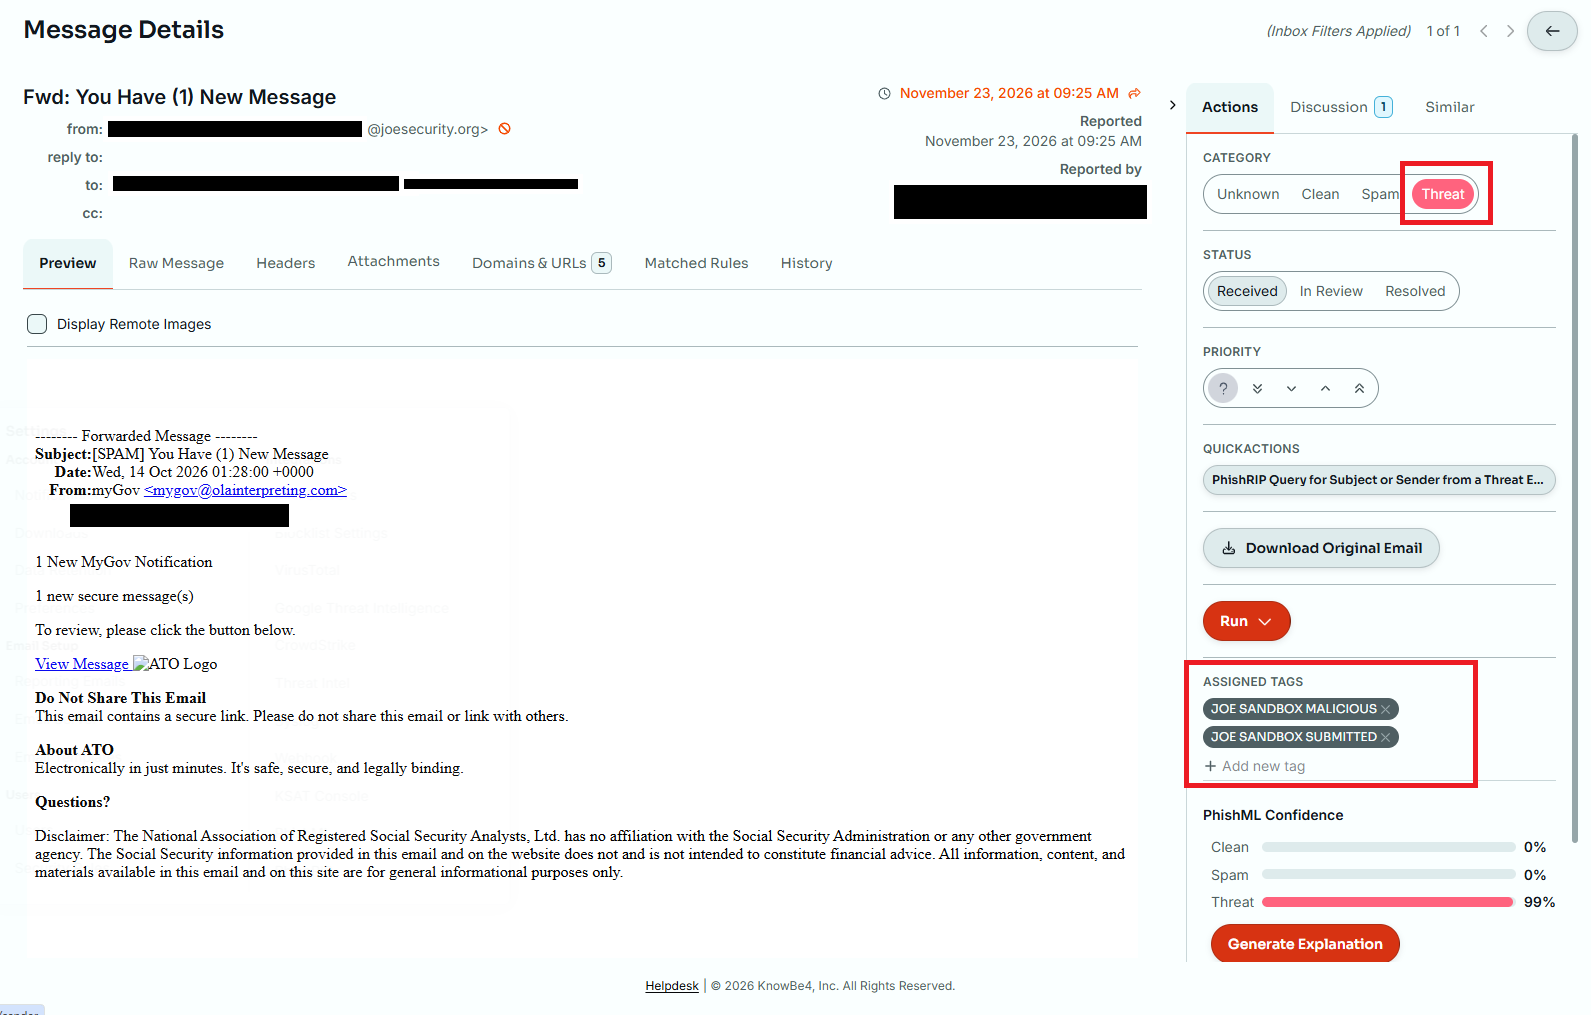 Message Details
(Inbox Filters Applied) 1 of 1
Fwd: You Have (1) New Message
November 23, 2026 at 09:25 AM
from: @joesecurity.org>
Reported
November 23, 2026 at 09:25 AM
reply to:
Reported by
to:
cc:
Preview Raw Message Headers Attachments Domains & URLs 5 Matched Rules History
Display Remote Images
-------- Forwarded Message --------
Subject:[SPAM] You Have (1) New Message
Date:Wed, 14 Oct 2026 01:28:00 +0000
From:myGov <mygov@olainterpreting.com>
1 New MyGov Notification
1 new secure message(s)
To review, please click the button below.
View Message ATO Logo
Do Not Share This Email
This email contains a secure link. Please do not share this email or link with others.
About ATO
Electronically in just minutes. It's safe, secure, and legally binding.
Questions?
Disclaimer: The National Association of Registered Social Security Analysts, Ltd. has no affiliation with the Social Security Administration or any other government
agency. The Social Security information provided in this email and on the website does not and is not intended to constitute financial advice. All information, content, and
materials available in this email and on this site are for general informational purposes only.
Actions Discussion 1 Similar
CATEGORY
Unknown Clean Spam Threat
STATUS
Received In Review Resolved
PRIORITY
?
QUICKACTIONS
PhishRIP Query for Subject or Sender from a Threat E...
Download Original Email
Run
ASSIGNED TAGS
JOE SANDBOX MALICIOUS
JOE SANDBOX SUBMITTED
+ Add new tag
PhishML Confidence
Clean 0%
Spam 0%
Threat 99%
Generate Explanation
Helpdesk | © 2026 KnowBe4, Inc. All Rights Reserved.